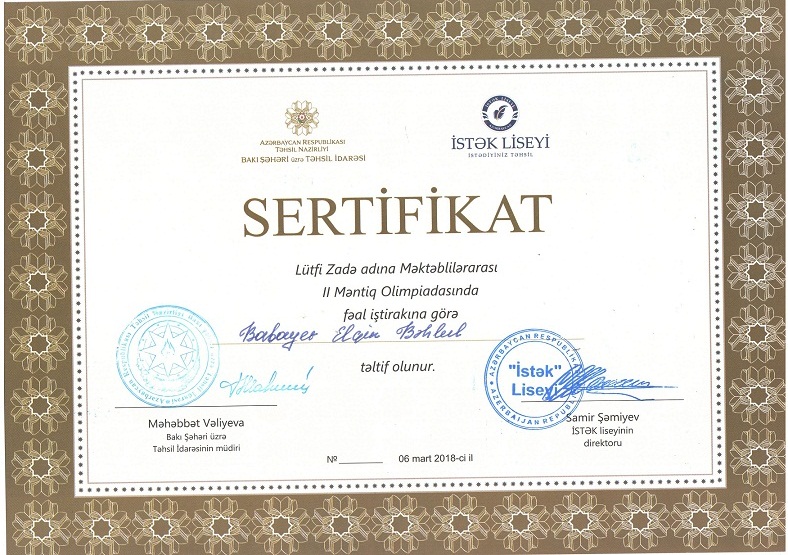 AZƏRBAYCAN RESPUBLİKASI
TƏHSİL NAZİRLİYİ
BAKI ŞƏHƏRİ üzrə TƏHSİL İDARƏSİ
İSTƏK LİSEYİ
İSTƏDİYİNİZ TƏHSİL
SERTİFİKAT
Lütfi Zadə adına Məktəblilərarası
II Məntiq Olimpiadasında
fəal iştirakına görə
Babayev Elçin Bəhlul
təltif olunur.
AZƏRBAYCAN RESPUBLİKASI
"İstək"
Liseyi
AZERBAIJAN REPUBLIC
Məhəbbət Vəliyeva
Bakı Şəhəri üzrə
Təhsil İdarəsinin müdiri
Samir Şəmiyev
İSTƏK liseyinin
direktoru
№ ________ 06 mart 2018-ci il